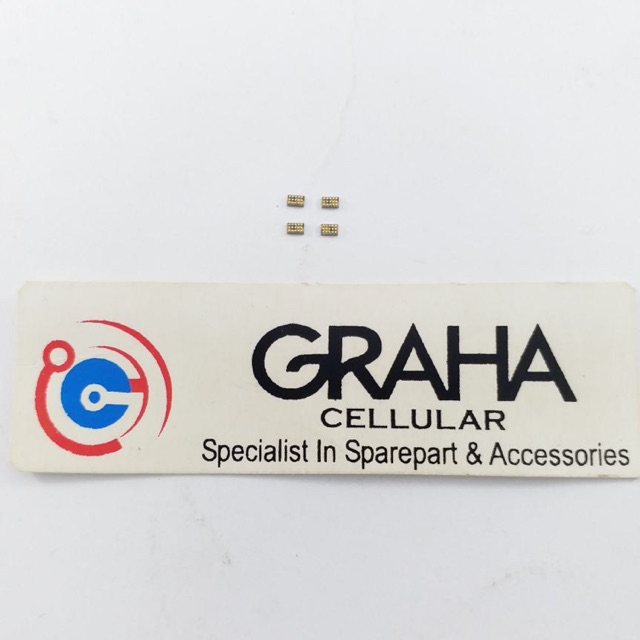 GRAHA
CELLULAR
Specialist In Sparepart & Accessories